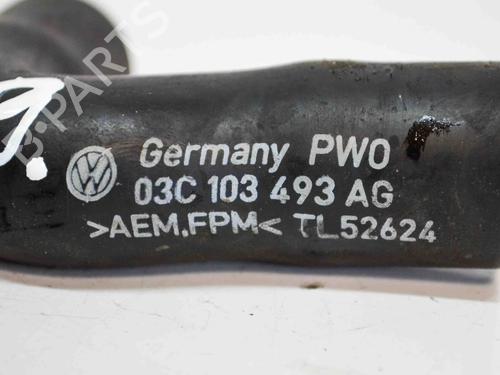 Germany PWO
03C 103 493 AG
>AEM.FPM< TL52624
B-PARTS